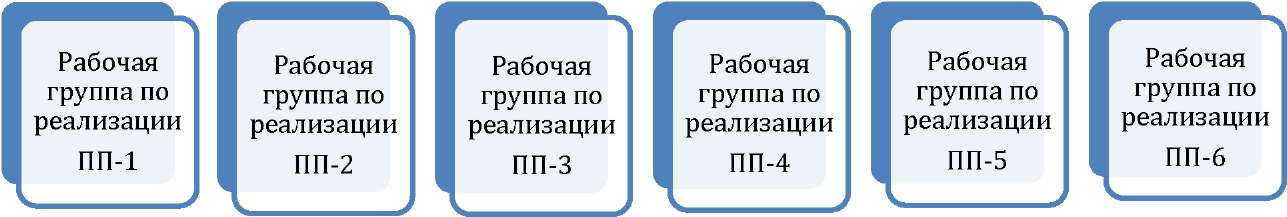 Рабочая
группа по
реализации
ПП-1
Рабочая
группа по
реализации
ПП-2
Рабочая
группа по
реализации
ПП-3
Рабочая
группа по
реализации
ПП-4
Рабочая
группа по
реализации
ПП-5
Рабочая
группа по
реализации
ПП-6